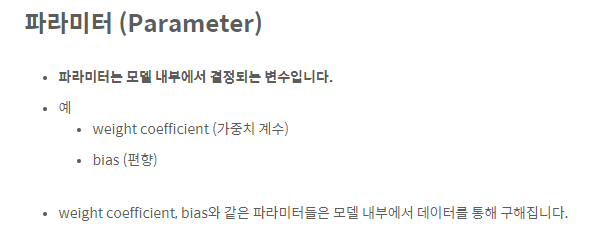 파라미터 (Parameter)
파라미터는 모델 내부에서 결정되는 변수입니다.
예
weight coefficient (가중치 계수)
bias (편향)
weight coefficient, bias와 같은 파라미터들은 모델 내부에서 데이터를 통해 구해집니다.